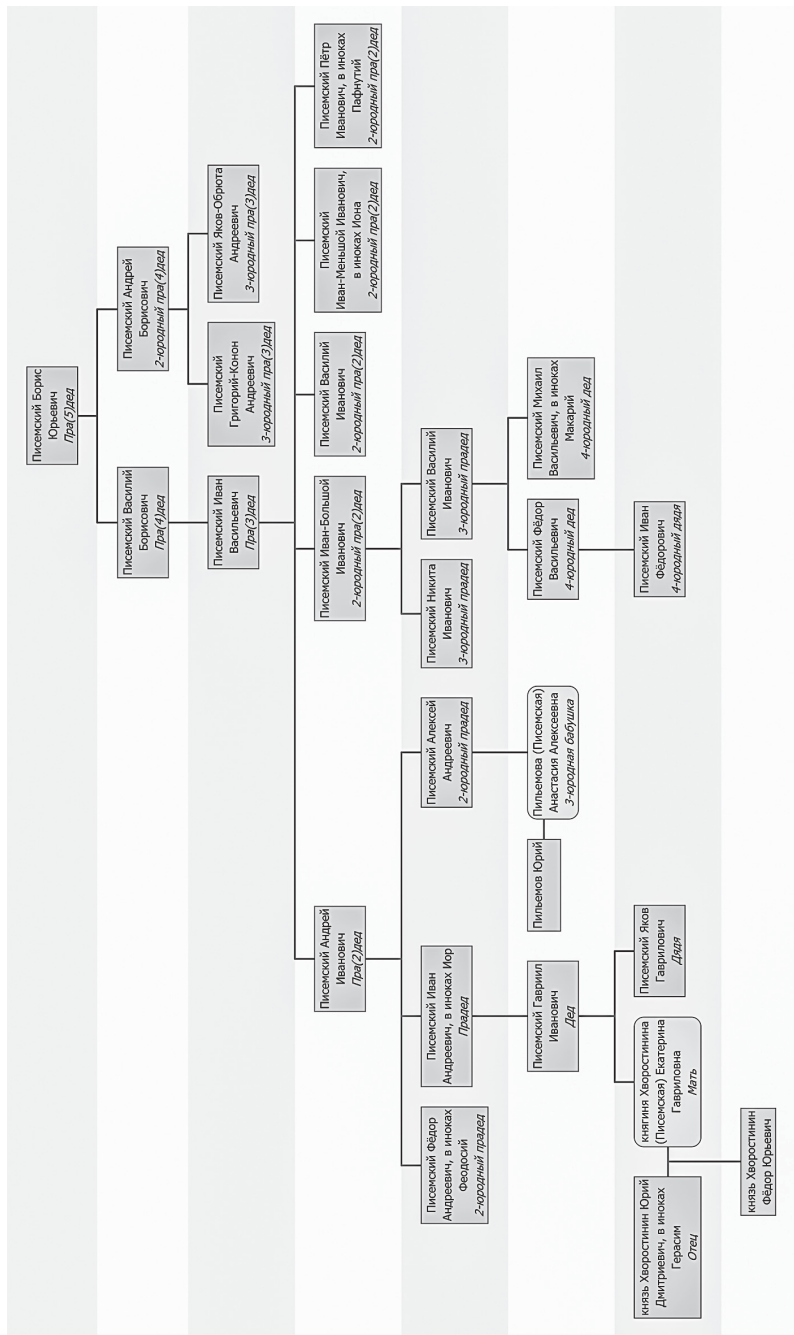 Писемский Борис
Юрьевич
Пра(5)дед
Писемский Василий
Борисович
Пра(4)дед
Писемский Андрей
Борисович
2-юродный пра(4)дед
Писемский Иван
Васильевич
Пра(3)дед
Писемский
Григорий-Конон
Андреевич
3-юродный пра(3)дед
Писемский Яков-Обрюта
Андреевич
3-юродный пра(3)дед
Писемский Андрей
Иванович
Пра(2)дед
Писемский Иван-Большой
Иванович
2-юродный пра(2)дед
Писемский Василий
Иванович
2-юродный пра(2)дед
Писемский
Иван-Меньшой Иванович,
в иноках Иона
2-юродный пра(2)дед
Писемский Пётр
Иванович, в иноках
Пафнутий
2-юродный пра(2)дед
Писемский Фёдор
Андреевич, в иноках
Феодосий
2-юродный прадед
Писемский Иван
Андреевич, в иноках Иор
Прадед
Писемский Алексей
Андреевич
2-юродный прадед
Писемский Никита
Иванович
3-юродный прадед
Писемский Василий
Иванович
3-юродный прадед
Писемский Гавриил
Иванович
Дед
Пильемов Юрий
Пильемова (Писемская)
Анастасия Алексеевна
3-юродная бабушка
Писемский Фёдор
Васильевич
4-юродный дед
Писемский Михаил
Васильевич, в иноках
Макарий
4-юродный дед
князь Хворостинин Юрий
Дмитриевич, в иноках
Герасим
Отец
княгиня Хворостинина
(Писемская) Екатерина
Гавриловна
Мать
Писемский Яков
Гаврилович
Дядя
Писемский Иван
Фёдорович
4-юродный дядя
князь Хворостинин
Фёдор Юрьевич